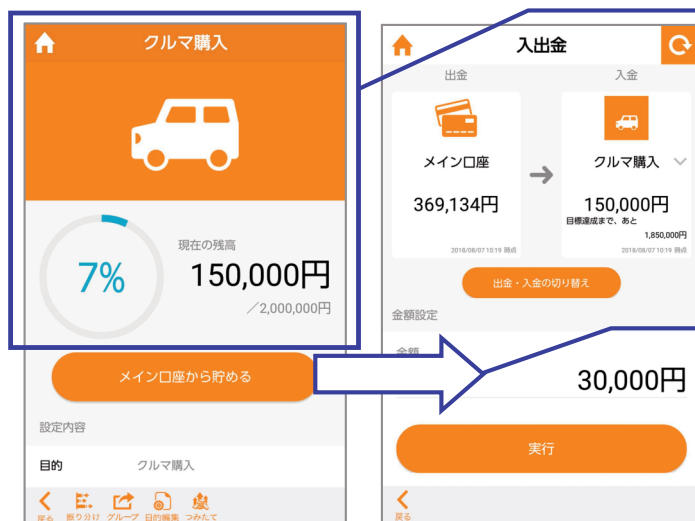 クルマ購入
7%
現在の残高
150,000円
／2,000,000円
メイン口座から貯める
設定内容
目的 クルマ購入
戻る 振り分け グループ 目的編集 つみたて
入出金
出金 入金
メイン口座 クルマ購入
369,134円 150,000円
目標達成まで、あと
1,850,000円
2018/08/07 10:19 時点 2018/08/07 10:19 時点
出金・入金の切り替え
金額設定
金額
30,000円
実行
戻る